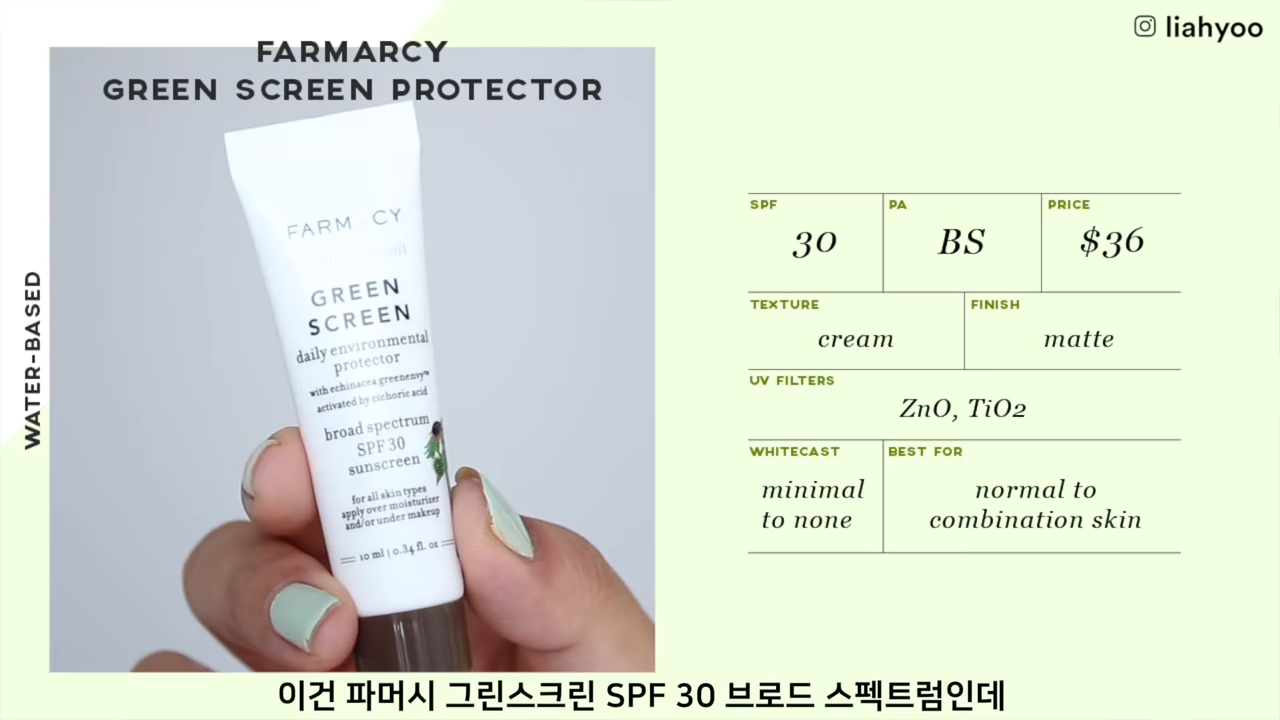 liahyoo
FARMARCY
GREEN SCREEN PROTECTOR
WATER-BASED
FARM CY
GREEN
SCREEN
daily environmental
protector
with echinacea greenenvy™
activated by cichoric acid
broad spectrum
SPF 30
sunscreen
for all skin types
apply over moisturizer
and/or under makeup
10 ml | 0.34 fl. oz
SPF
30
PA
BS
PRICE
$36
TEXTURE
cream
FINISH
matte
UV FILTERS
ZnO, TiO2
WHITECAST
minimal
to none
BEST FOR
normal to
combination skin
이건 파머시 그린스크린 SPF 30 브로드 스펙트럼인데